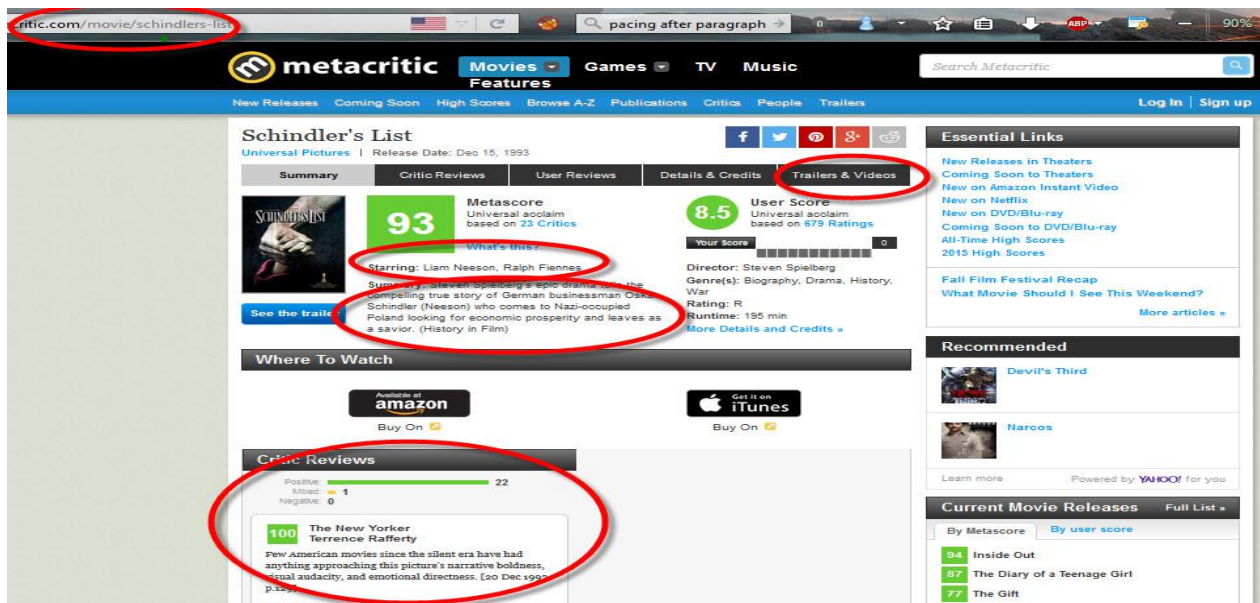 critic.com/movie/schindlers-list
pacing after paragraph
0
ABP
90%
metacritic
Movies
Games
TV
Music
Features
Search Metacritic
New Releases
Coming Soon
High Scores
Browse A-Z
Publications
Critics
People
Trailers
Log In | Sign up
Schindler's List
Universal Pictures | Release Date: Dec 15, 1993
Summary
Critic Reviews
User Reviews
Details & Credits
Trailers & Videos
SCHINDLER'S LIST
See the trailer
93
Metascore
Universal acclaim
based on 23 Critics
What's this?
Starring: Liam Neeson, Ralph Fiennes
Summary: Steven Spielberg's epic drama tells the
compelling true story of German businessman Oskar
Schindler (Neeson) who comes to Nazi-occupied
Poland looking for economic prosperity and leaves as
a savior. (History in Film)
8.5
User Score
Universal acclaim
based on 679 Ratings
Your Score
0
Director: Steven Spielberg
Genre(s): Biography, Drama, History,
War
Rating: R
Runtime: 195 min
More Details and Credits »
Where To Watch
Available at
amazon
Buy On
Get it on
iTunes
Buy On
Critic Reviews
Positive: 22
Mixed: 1
Negative: 0
100
The New Yorker
Terrence Rafferty
Few American movies since the silent era have had
anything approaching this picture's narrative boldness,
visual audacity, and emotional directness. [20 Dec 1993,
Essential Links
New Releases in Theaters
Coming Soon to Theaters
New on Amazon Instant Video
New on Netflix
New on DVD/Blu-ray
Coming Soon to DVD/Blu-ray
All-Time High Scores
2015 High Scores
Fall Film Festival Recap
What Movie Should I See This Weekend?
More articles »
Recommended
Devil's Third
Narcos
Learn more
Powered by YAHOO! for you
Current Movie Releases
Full List »
By Metascore
By user score
94 Inside Out
87 The Diary of a Teenage Girl
77 The Gift